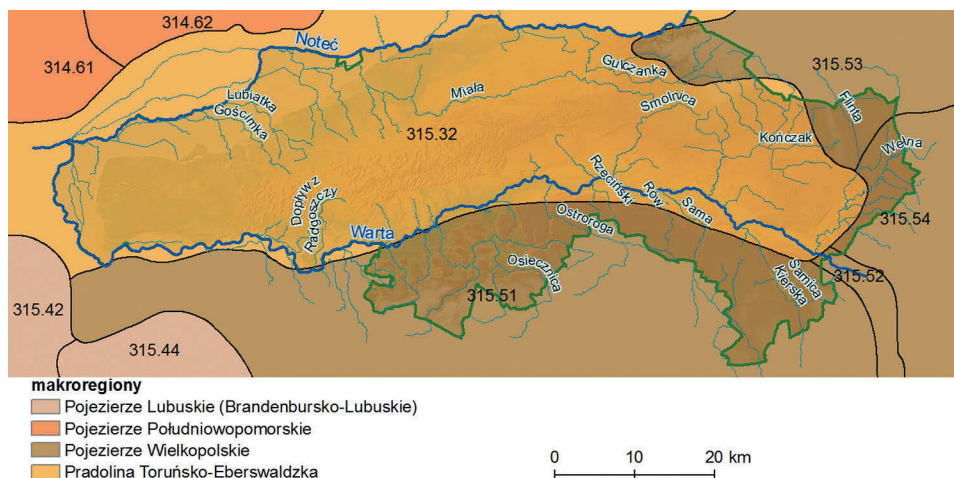 314.62
Noteć
314.61
Gulczanka
315.53
Miała
Lubiatka
Smolnica
Flinta
Gościmka
315.32
Kończak
Wełna
Rzeciński Rów
Dopływ z
Radgoszczy
Sama
Ostroroga
315.54
Warta
Osiecznica
Samica
Kierska
315.52
315.51
315.42
315.44
makroregiony
Pojezierze Lubuskie (Brandenbursko-Lubuskie)
Pojezierze Południowopomorskie
Pojezierze Wielkopolskie
Pradolina Toruńsko-Eberswaldzka
0 10 20 km